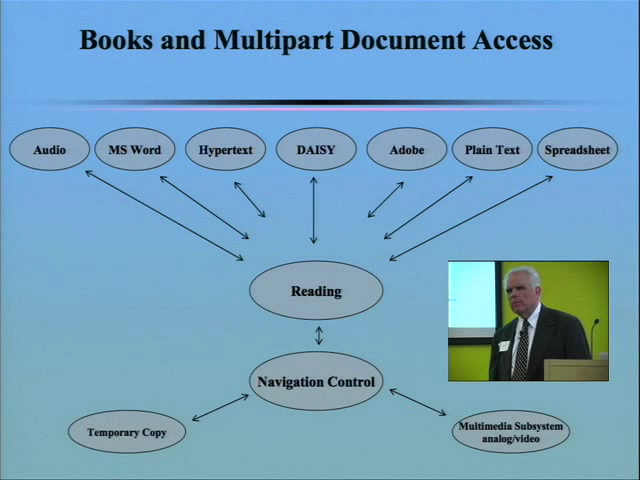 Books and Multipart Document Access
Audio
MS Word
Hypertext
DAISY
Adobe
Plain Text
Spreadsheet
Reading
Navigation Control
Temporary Copy
Multimedia Subsystem
analog/video